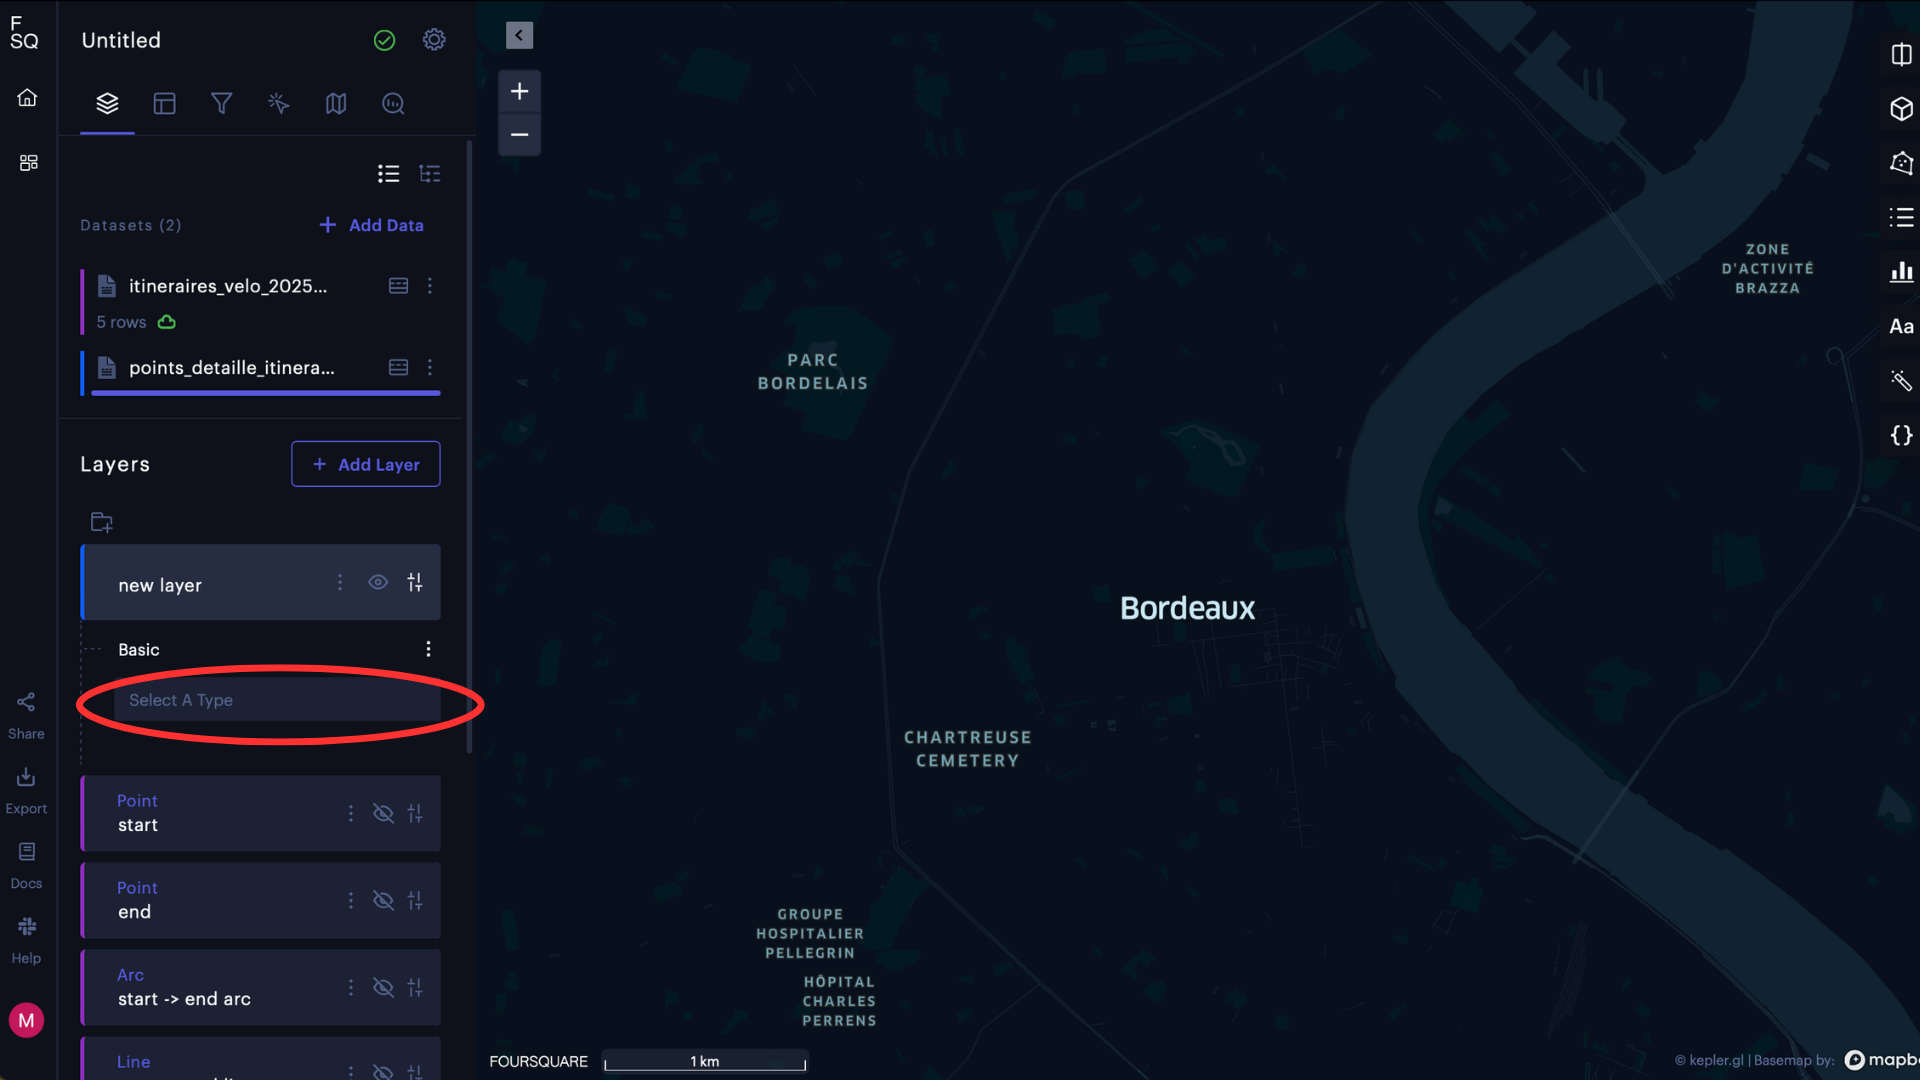 F
SQ
Untitled
Datasets (2)
+ Add Data
itineraires_velo_2025...
5 rows
points_detaille_itinera...
Layers
+ Add Layer
new layer
Basic
Select A Type
Point
start
Point
end
Arc
start -> end arc
Line
Share
Export
Docs
Help
M
Aa
{}
ZONE
D'ACTIVITÉ
BRAZZA
PARC
BORDELAIS
Bordeaux
CHARTREUSE
CEMETERY
GROUPE
HOSPITALIER
PELLEGRIN
HÔPITAL
CHARLES
PERRENS
FOURSQUARE
1 km
© kepler.gl | Basemap by:
mapb